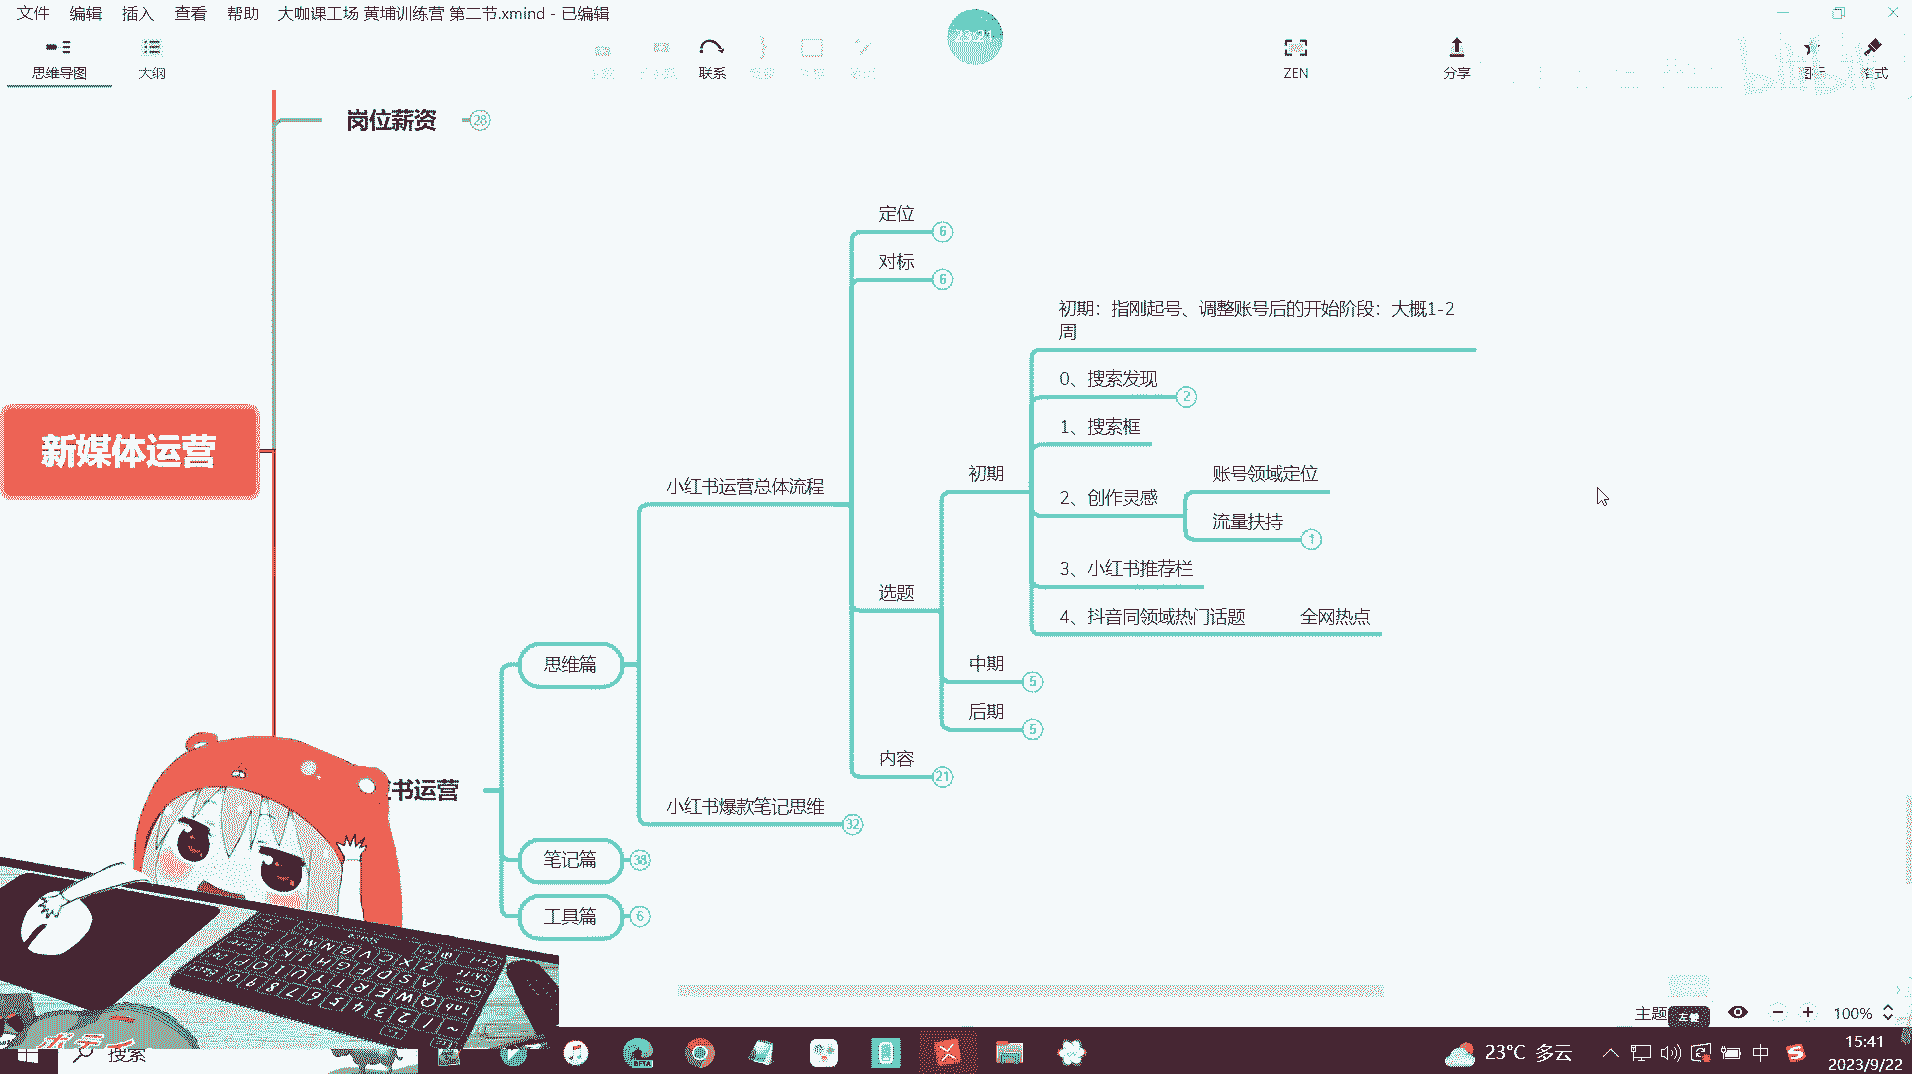 文件 编辑 插入 查看 帮助 大咖课工场 黄埔训练营 第二节.xmind - 已编辑
23:21
思维导图
大纲
联系
ZEN
分享
岗位薪资 28
定位 6
对标 6
初期：指刚起号、调整账号后的开始阶段：大概1-2
周
0、搜索发现 2
1、搜索框
新媒体运营
初期
账号领域定位
小红书运营总体流程
2、创作灵感
流量扶持 1
3、小红书推荐栏
选题
4、抖音同领域热门话题 全网热点
思维篇
中期 5
后期 5
内容 21
书运营
小红书爆款笔记思维 32
笔记篇 38
工具篇 6
主题
100%
搜索
BETA
23°C 多云
中
15:41
2023/9/22